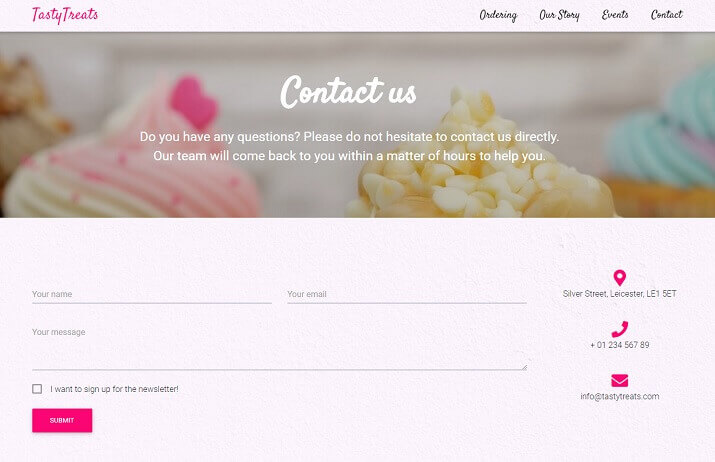 TastyTreats
Ordering Our Story Events Contact
Contact us
Do you have any questions? Please do not hesitate to contact us directly.
Our team will come back to you within a matter of hours to help you.
Your name
Your email
Your message
I want to sign up for the newsletter!
SUBMIT
Silver Street, Leicester, LE1 5ET
+ 01 234 567 89
info@tastytreats.com